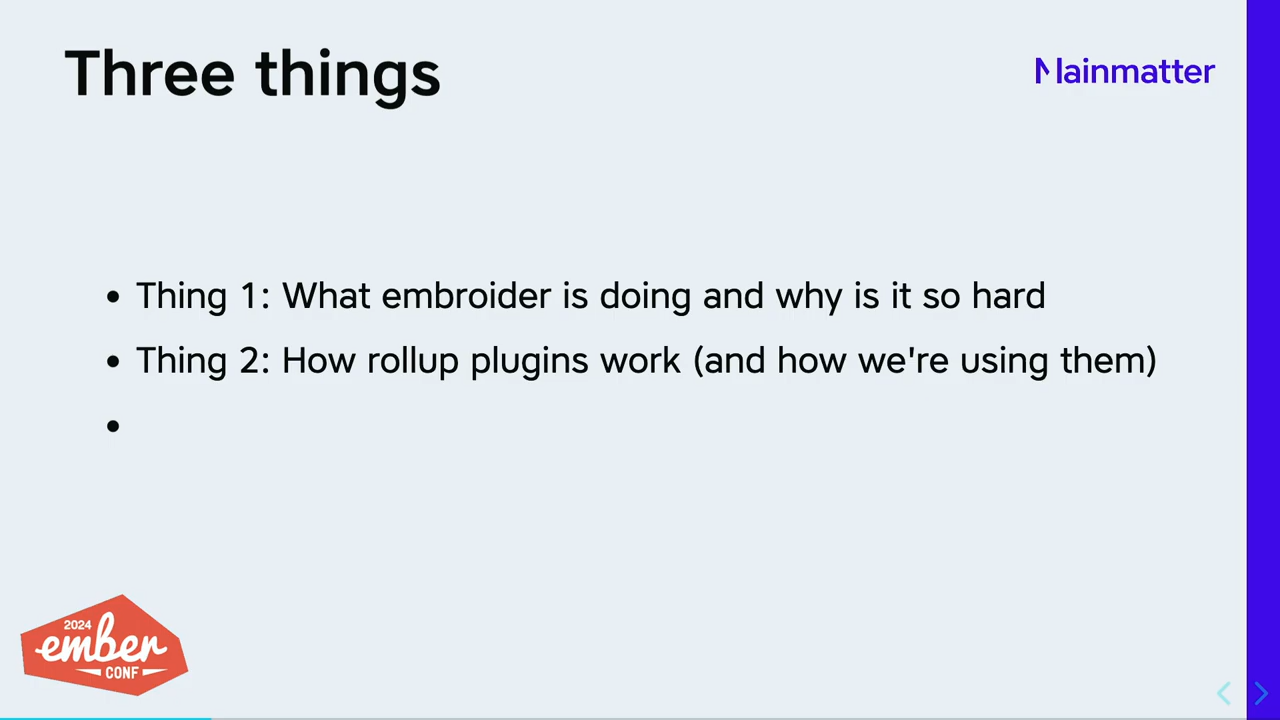 Three things
Mainmatter
Thing 1: What embroider is doing and why is it so hard
Thing 2: How rollup plugins work (and how we're using them)
2024
ember
CONF